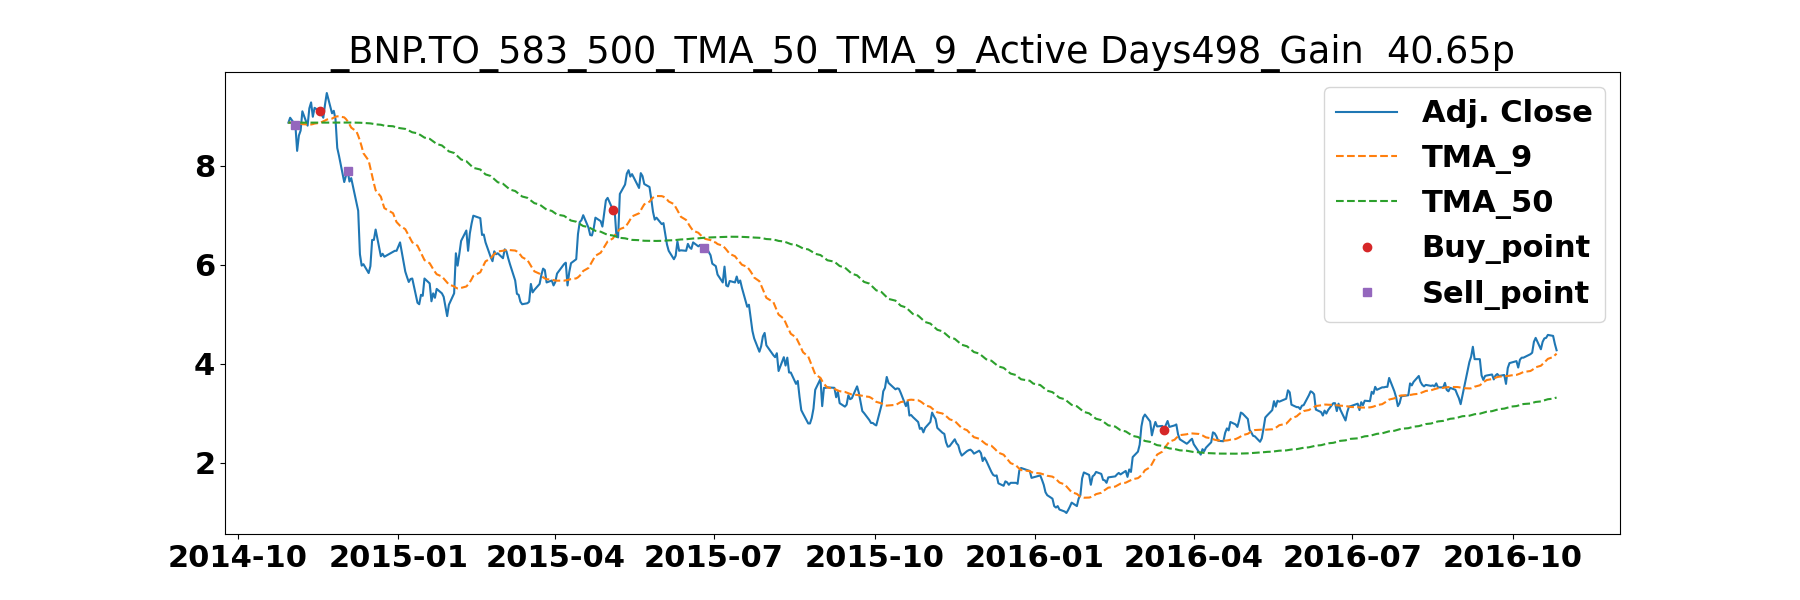 _BNP.TO_583_500_TMA_50_TMA_9_Active Days498_Gain  40.65p
Adj. Close
TMA_9
TMA_50
Buy_point
Sell_point
8
6
4
2
2014-10 2015-01 2015-04 2015-07 2015-10 2016-01 2016-04 2016-07 2016-10